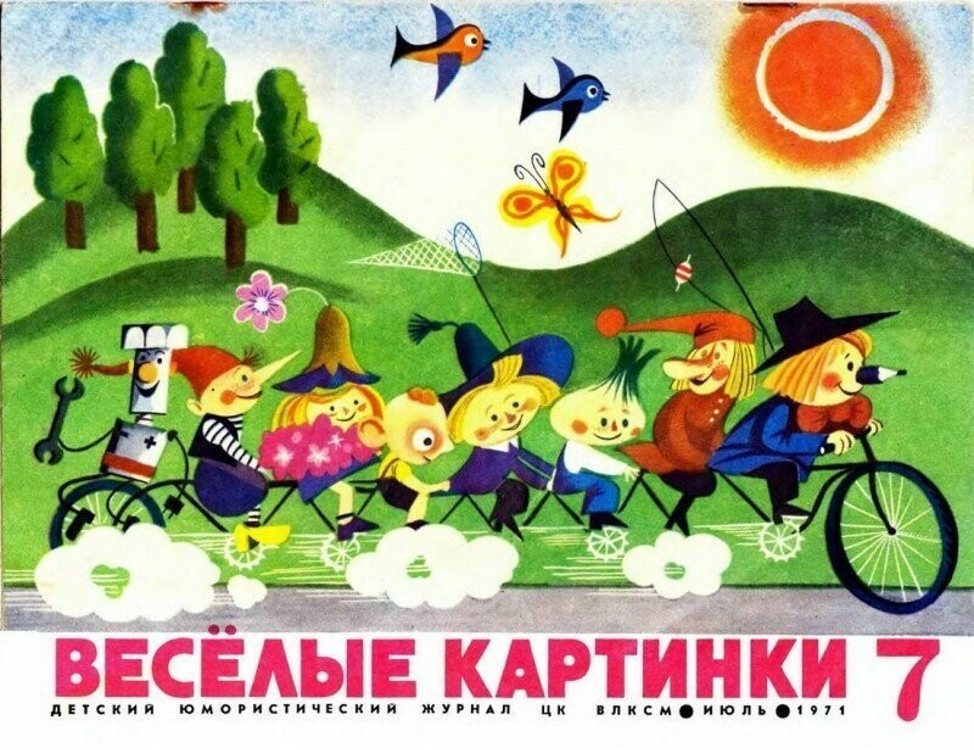 ВЕСЁЛЫЕ КАРТИНКИ 7
ДЕТСКИЙ ЮМОРИСТИЧЕСКИЙ ЖУРНАЛ ЦК ВЛКСМ ● ИЮЛЬ ● 1971